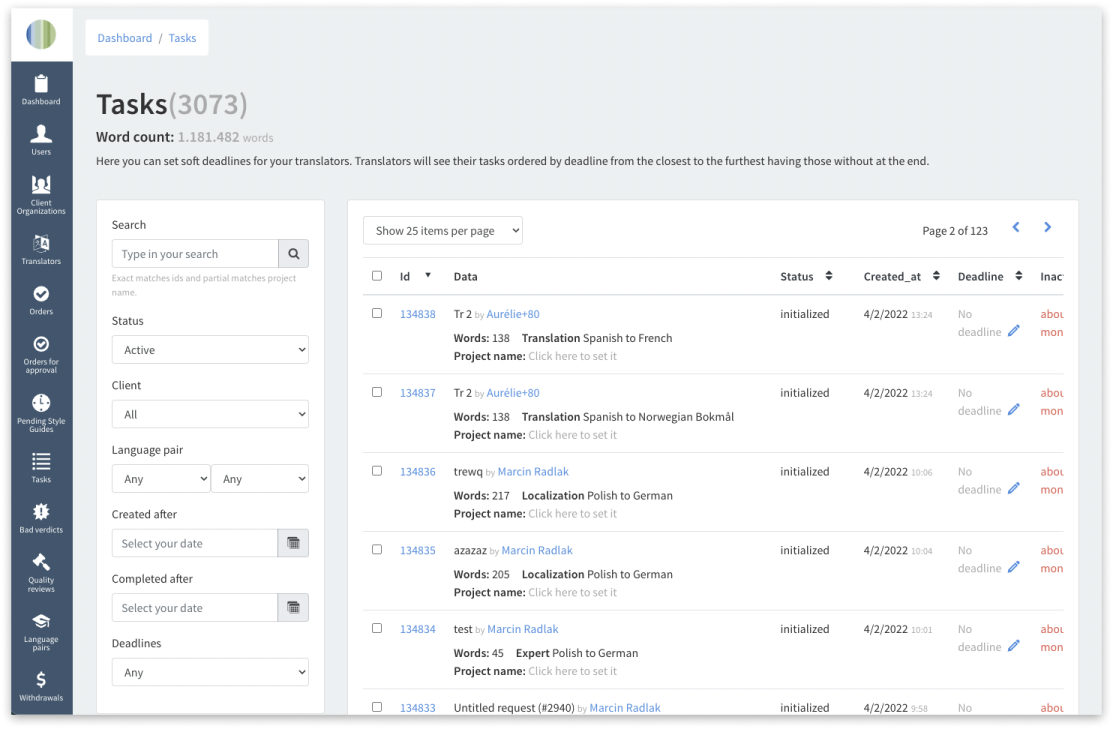 Dashboard / Tasks
Dashboard
Users
Client
Organizations
Translators
Orders
Orders for
approval
Pending Style
Guides
Tasks
Bad verdicts
Quality
reviews
Language
pairs
Withdrawals
Tasks(3073)
Word count: 1.181.482 words
Here you can set soft deadlines for your translators. Translators will see their tasks ordered by deadline from the closest to the furthest having those without at the end.
Search
Type in your search
Exact matches ids and partial matches project
name.
Status
Active
Client
All
Language pair
Any Any
Created after
Select your date
Completed after
Select your date
Deadlines
Any
Show 25 items per page Page 2 of 123
Id Data Status Created_at Deadline Inac
134838 Tr 2 by Aurélie+80 initialized 4/2/2022 13:24 No abou
deadline mon
Words: 138 Translation Spanish to French
Project name: Click here to set it
134837 Tr 2 by Aurélie+80 initialized 4/2/2022 13:24 No abou
deadline mon
Words: 138 Translation Spanish to Norwegian Bokmål
Project name: Click here to set it
134836 trewq by Marcin Radlak initialized 4/2/2022 10:06 No abou
deadline mon
Words: 217 Localization Polish to German
Project name: Click here to set it
134835 azazaz by Marcin Radlak initialized 4/2/2022 10:04 No abou
deadline mon
Words: 205 Localization Polish to German
Project name: Click here to set it
134834 test by Marcin Radlak initialized 4/2/2022 10:01 No abou
deadline mon
Words: 45 Expert Polish to German
Project name: Click here to set it
134833 Untitled request (#2940) by Marcin Radlak initialized 4/2/2022 9:58 No abou